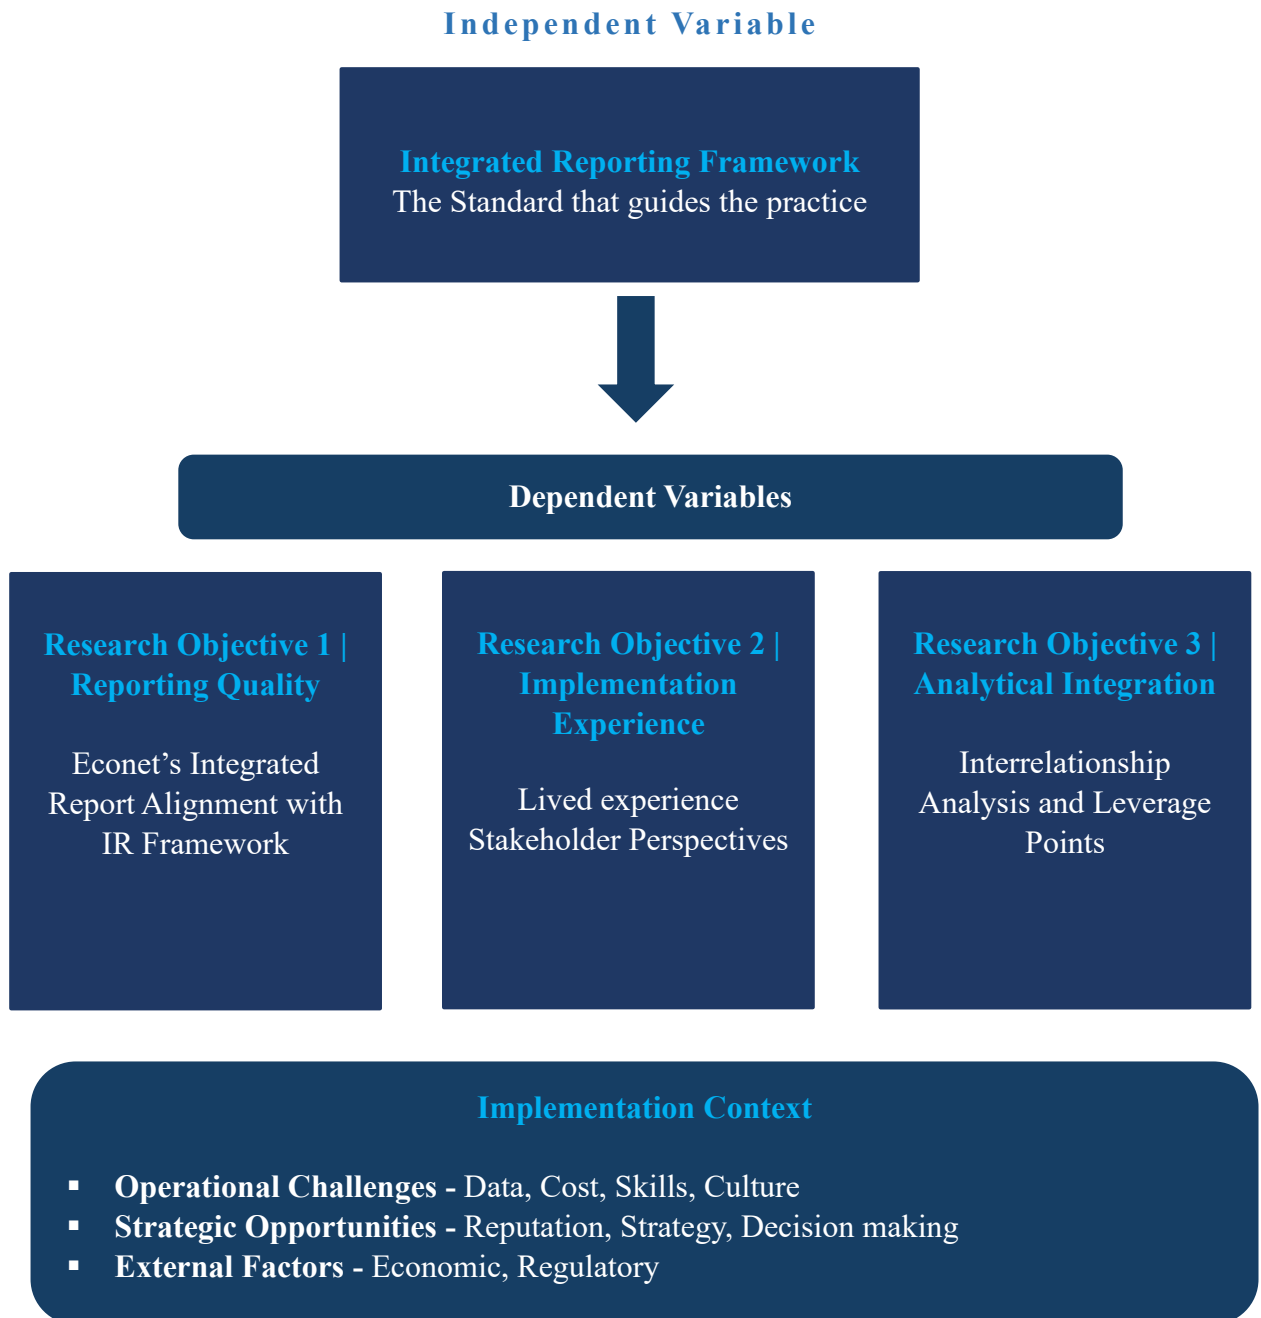 Independent Variable
Integrated Reporting Framework
The Standard that guides the practice
Dependent Variables
Research Objective 1 |
Reporting Quality
Econet’s Integrated
Report Alignment with
IR Framework
Research Objective 2 |
Implementation
Experience
Lived experience
Stakeholder Perspectives
Research Objective 3 |
Analytical Integration
Interrelationship
Analysis and Leverage
Points
Implementation Context
▪ Operational Challenges - Data, Cost, Skills, Culture
▪ Strategic Opportunities - Reputation, Strategy, Decision making
▪ External Factors - Economic, Regulatory